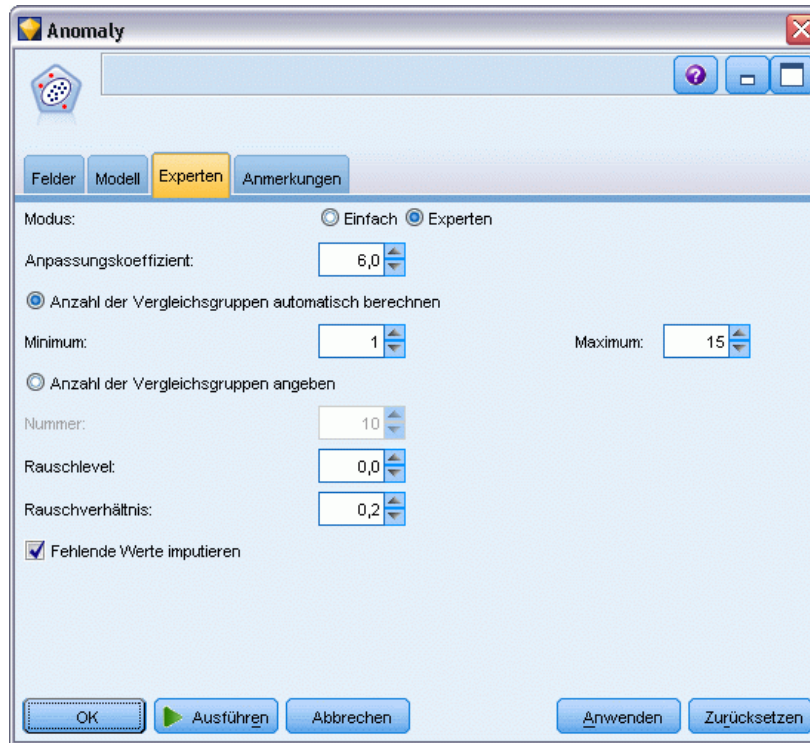 Anomaly
Felder Modell Experten Anmerkungen
Modus: Einfach Experten
Anpassungskoeffizient: 6,0
Anzahl der Vergleichsgruppen automatisch berechnen
Minimum: 1 Maximum: 15
Anzahl der Vergleichsgruppen angeben
Nummer: 10
Rauschlevel: 0,0
Rauschverhältnis: 0,2
Fehlende Werte imputieren
OK Ausführen Abbrechen Anwenden Zurücksetzen